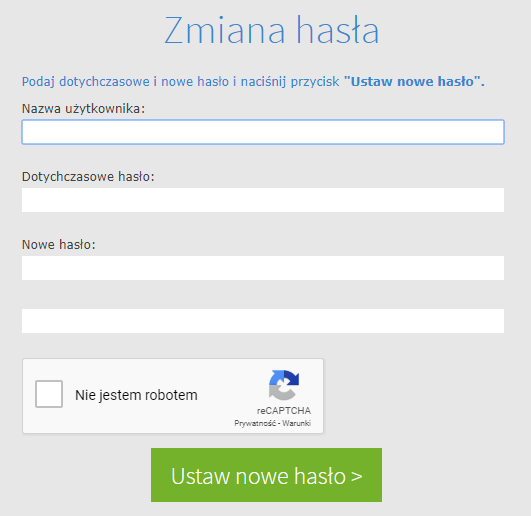 Zmiana hasła
Podaj dotychczasowe i nowe hasło i naciśnij przycisk "Ustaw nowe hasło".
Nazwa użytkownika:
Dotychczasowe hasło:
Nowe hasło:
Nie jestem robotem
reCAPTCHA
Prywatność - Warunki
Ustaw nowe hasło >